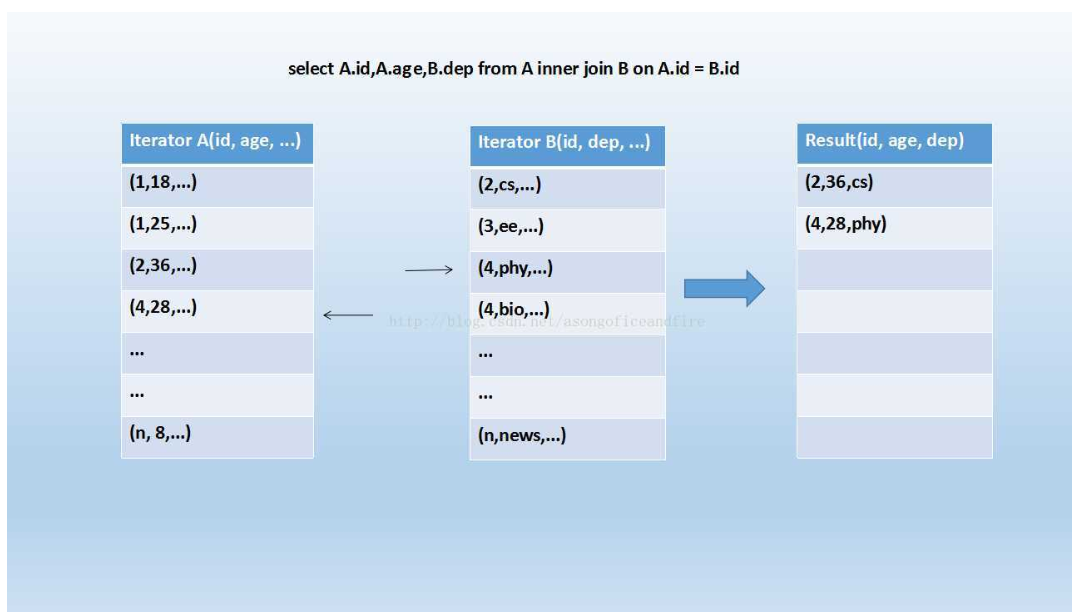 select A.id,A.age,B.dep from A inner join B on A.id = B.id
Iterator A(id, age, ...)
(1,18,...)
(1,25,...)
(2,36,...)
(4,28,...)
...
...
(n, 8,...)
Iterator B(id, dep, ...)
(2,cs,...)
(3,ee,...)
(4,phy,...)
(4,bio,...)
...
...
(n,news,...)
Result(id, age, dep)
(2,36,cs)
(4,28,phy)
http://blog.csdn.net/asongoficeandfire